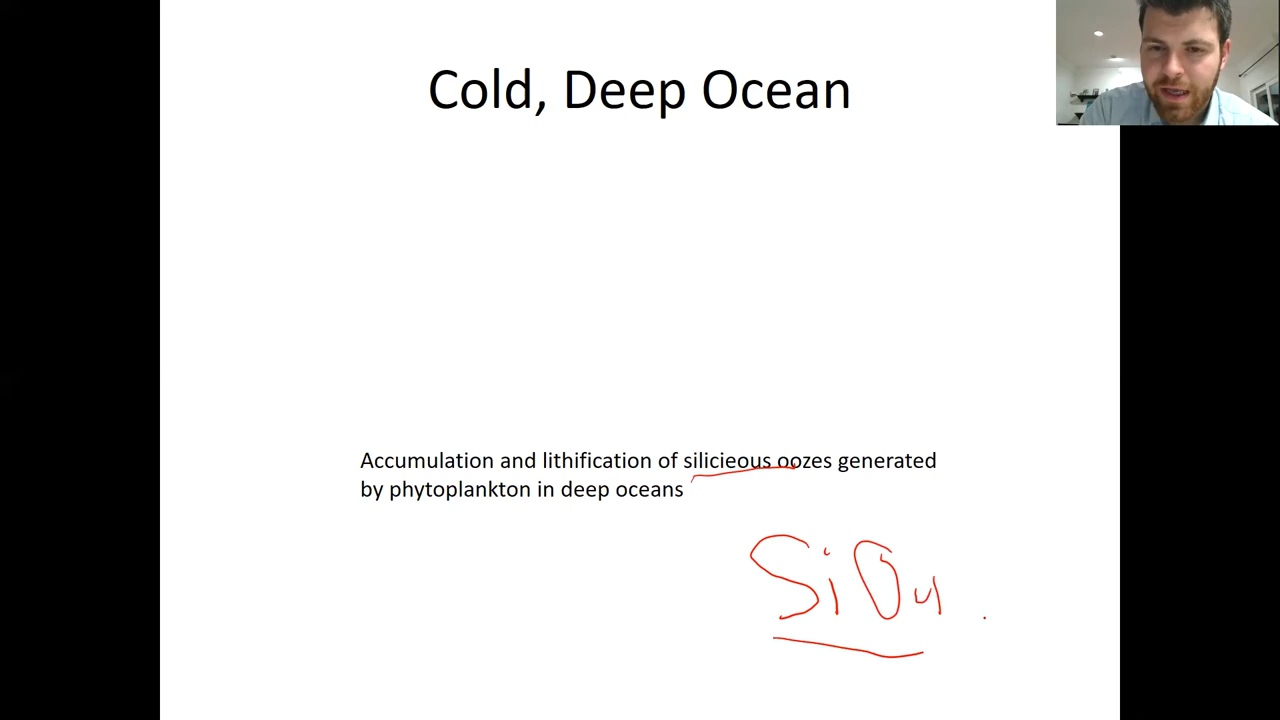 Cold, Deep Ocean
Accumulation and lithification of silicieous oozes generated
by phytoplankton in deep oceans
SiO4